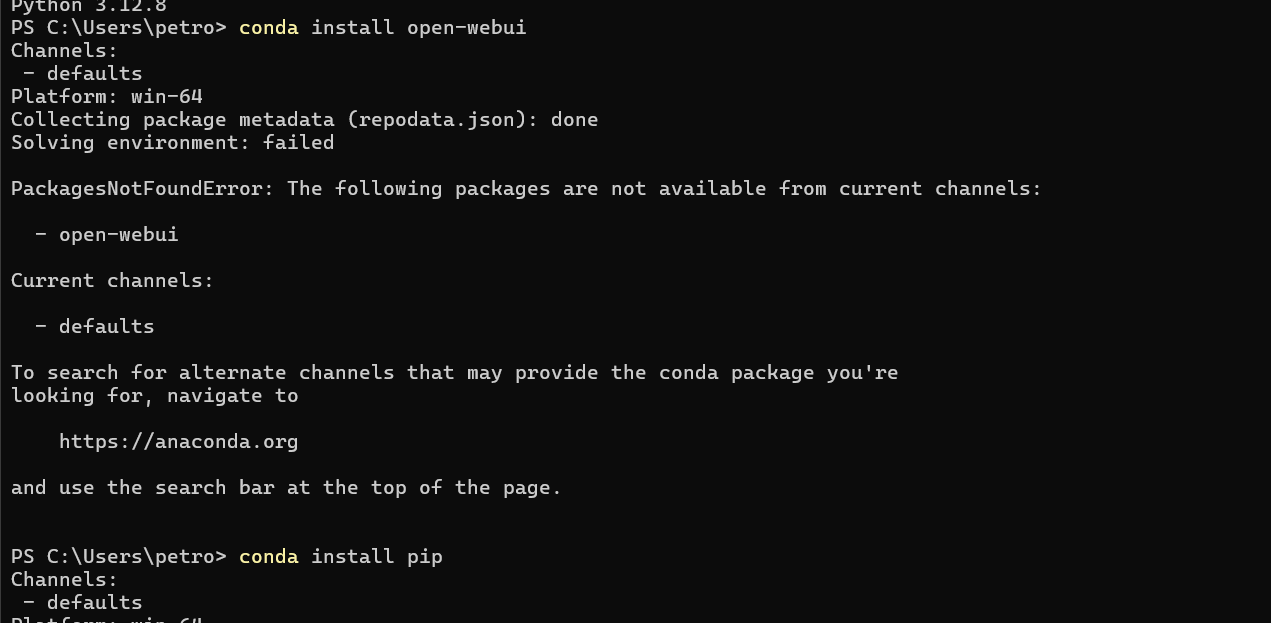 Python 3.12.8
PS C:\Users\petro> conda install open-webui
Channels:
 - defaults
Platform: win-64
Collecting package metadata (repodata.json): done
Solving environment: failed

PackagesNotFoundError: The following packages are not available from current channels:

  - open-webui

Current channels:

  - defaults

To search for alternate channels that may provide the conda package you're
looking for, navigate to

    https://anaconda.org

and use the search bar at the top of the page.


PS C:\Users\petro> conda install pip
Channels:
 - defaults
Platform: win-64